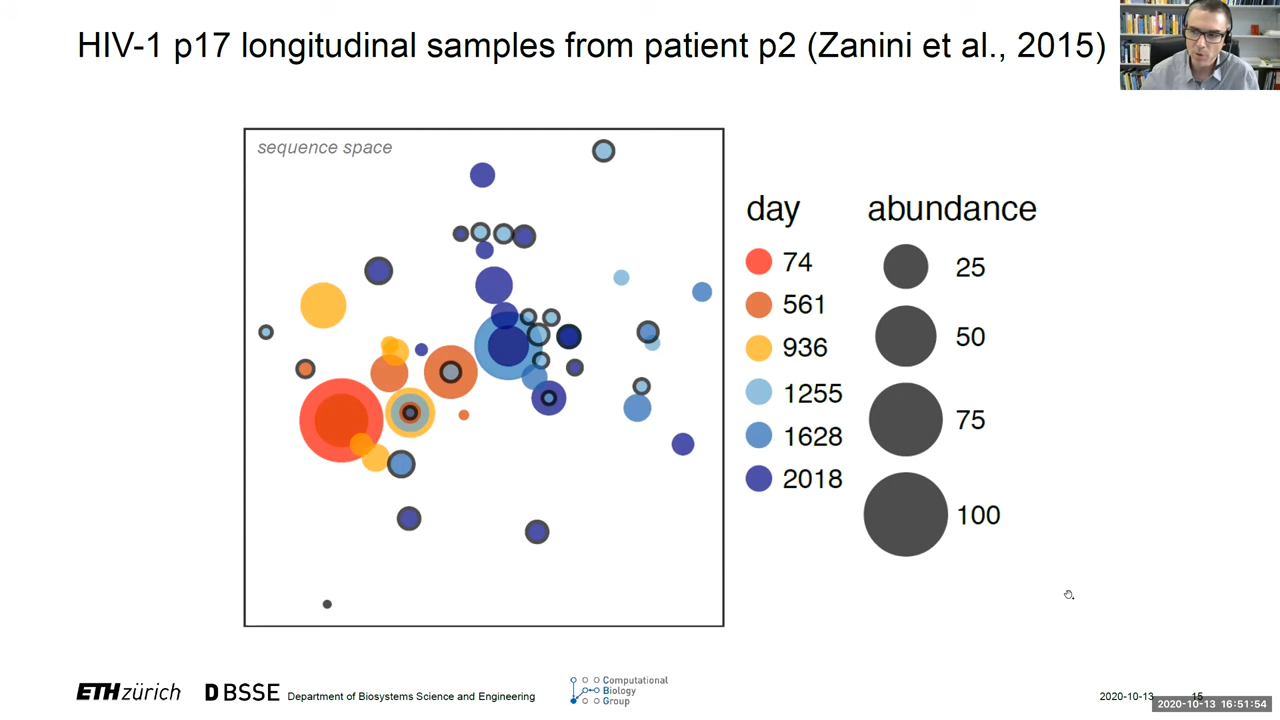 HIV-1 p17 longitudinal samples from patient p2 (Zanini et al., 2015)
sequence space
day
74
561
936
1255
1628
2018
abundance
25
50
75
100
ETH zürich
D BSSE
Department of Biosystems Science and Engineering
Computational
Biology
Group
2020-10-13
15
2020-10-13 16:51:54